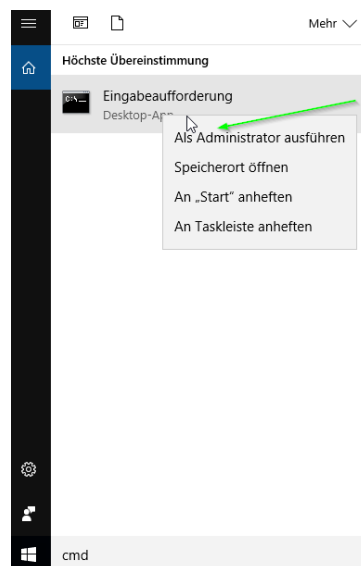 Mehr
Höchste Übereinstimmung
C:\_
Eingabeaufforderung
Desktop-App
Als Administrator ausführen
Speicherort öffnen
An „Start“ anheften
An Taskleiste anheften
cmd